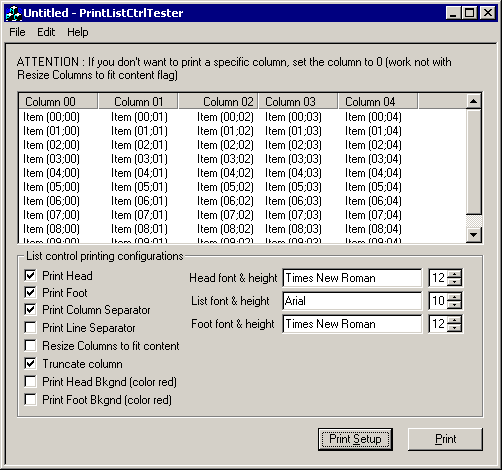 Untitled - PrintListCtrlTester
File Edit Help
ATTENTION : If you don't want to print a specific column, set the column to 0 (work not with
Resize Columns to fit content flag)
Column 00 Column 01 Column 02 Column 03 Column 04
Item (00;00) Item (00;01) Item (00;02) Item (00;03) Item (00;04)
Item (01;00) Item (01;01) Item (01;02) Item (01;03) Item (01;04)
Item (02;00) Item (02;01) Item (02;02) Item (02;03) Item (02;04)
Item (03;00) Item (03;01) Item (03;02) Item (03;03) Item (03;04)
Item (04;00) Item (04;01) Item (04;02) Item (04;03) Item (04;04)
Item (05;00) Item (05;01) Item (05;02) Item (05;03) Item (05;04)
Item (06;00) Item (06;01) Item (06;02) Item (06;03) Item (06;04)
Item (07;00) Item (07;01) Item (07;02) Item (07;03) Item (07;04)
Item (08;00) Item (08;01) Item (08;02) Item (08;03) Item (08;04)
Item (09;00) Item (09;01) Item (09;02) Item (09;03) Item (09;04)
List control printing configurations
Print Head Head font & height Times New Roman 12
Print Foot
Print Column Separator List font & height Arial 10
Print Line Separator Foot font & height Times New Roman 12
Resize Columns to fit content
Truncate column
Print Head Bkgnd (color red)
Print Foot Bkgnd (color red)
Print Setup Print